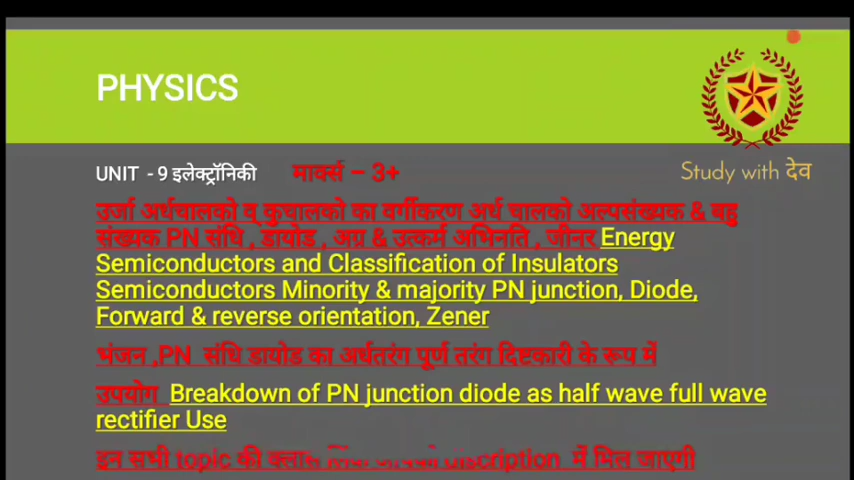 PHYSICS
Study with देव
UNIT - 9 इलेक्ट्रॉनिकी मार्क्स – 3+
उर्जा अर्धचालको व् कुचालको का वर्गीकरण अर्ध चालको अल्पसंख्यक & बहु
संख्यक PN संधि , डायोड , अग्र & उत्कर्म अभिनति , जीनर Energy
Semiconductors and Classification of Insulators
Semiconductors Minority & majority PN junction, Diode,
Forward & reverse orientation, Zener
भंजन ,PN संधि डायोड का अर्धतरंग पूर्ण तरंग दिष्टकारी के रूप में
उपयोग Breakdown of PN junction diode as half wave full wave
rectifier Use
इन सभी topic की में मिल जाएगी